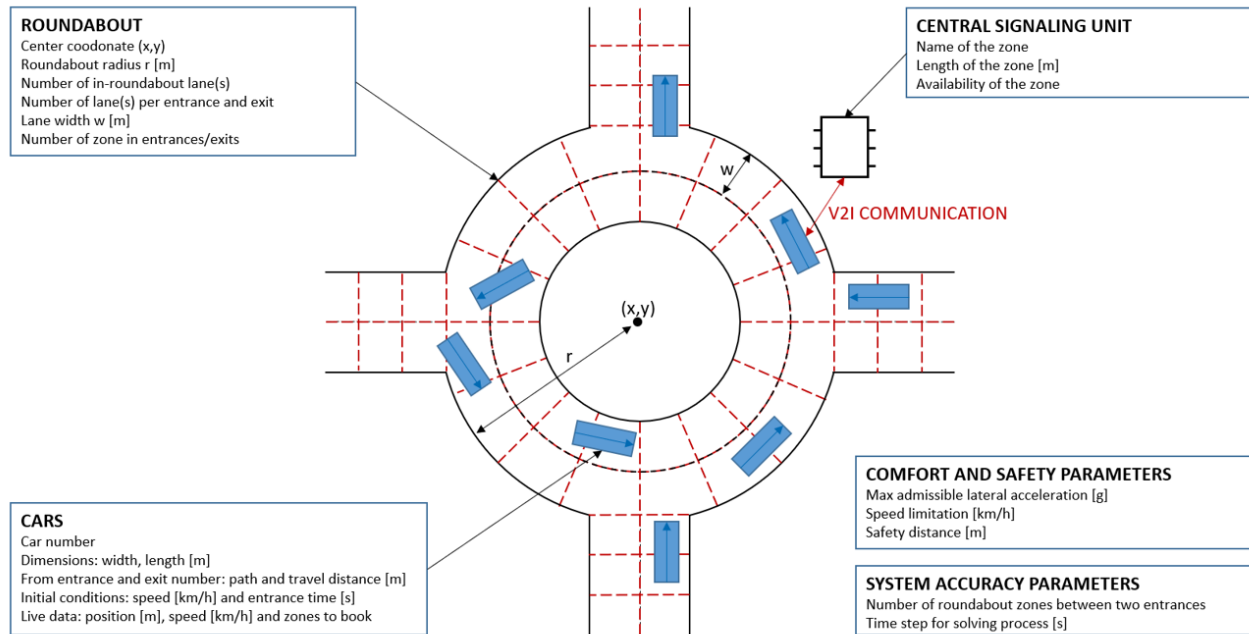 ROUNDABOUT
Center coodonate (x,y)
Roundabout radius r [m]
Number of in-roundabout lane(s)
Number of lane(s) per entrance and exit
Lane width w [m]
Number of zone in entrances/exits
CENTRAL SIGNALING UNIT
Name of the zone
Length of the zone [m]
Availability of the zone
w
V2I COMMUNICATION
(x,y)
r
CARS
Car number
Dimensions: width, length [m]
From entrance and exit number: path and travel distance [m]
Initial conditions: speed [km/h] and entrance time [s]
Live data: position [m], speed [km/h] and zones to book
COMFORT AND SAFETY PARAMETERS
Max admissible lateral acceleration [g]
Speed limitation [km/h]
Safety distance [m]
SYSTEM ACCURACY PARAMETERS
Number of roundabout zones between two entrances
Time step for solving process [s]